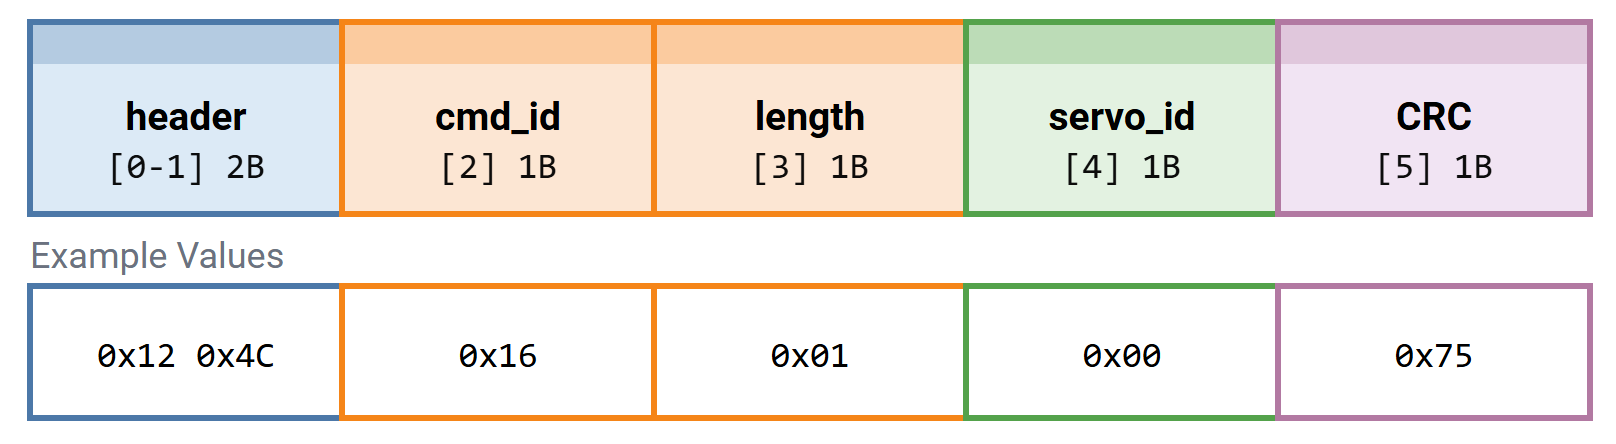 header cmd_id length servo_id CRC
[0-1] 2B [2] 1B [3] 1B [4] 1B [5] 1B
Example Values
0x12 0x4C 0x16 0x01 0x00 0x75